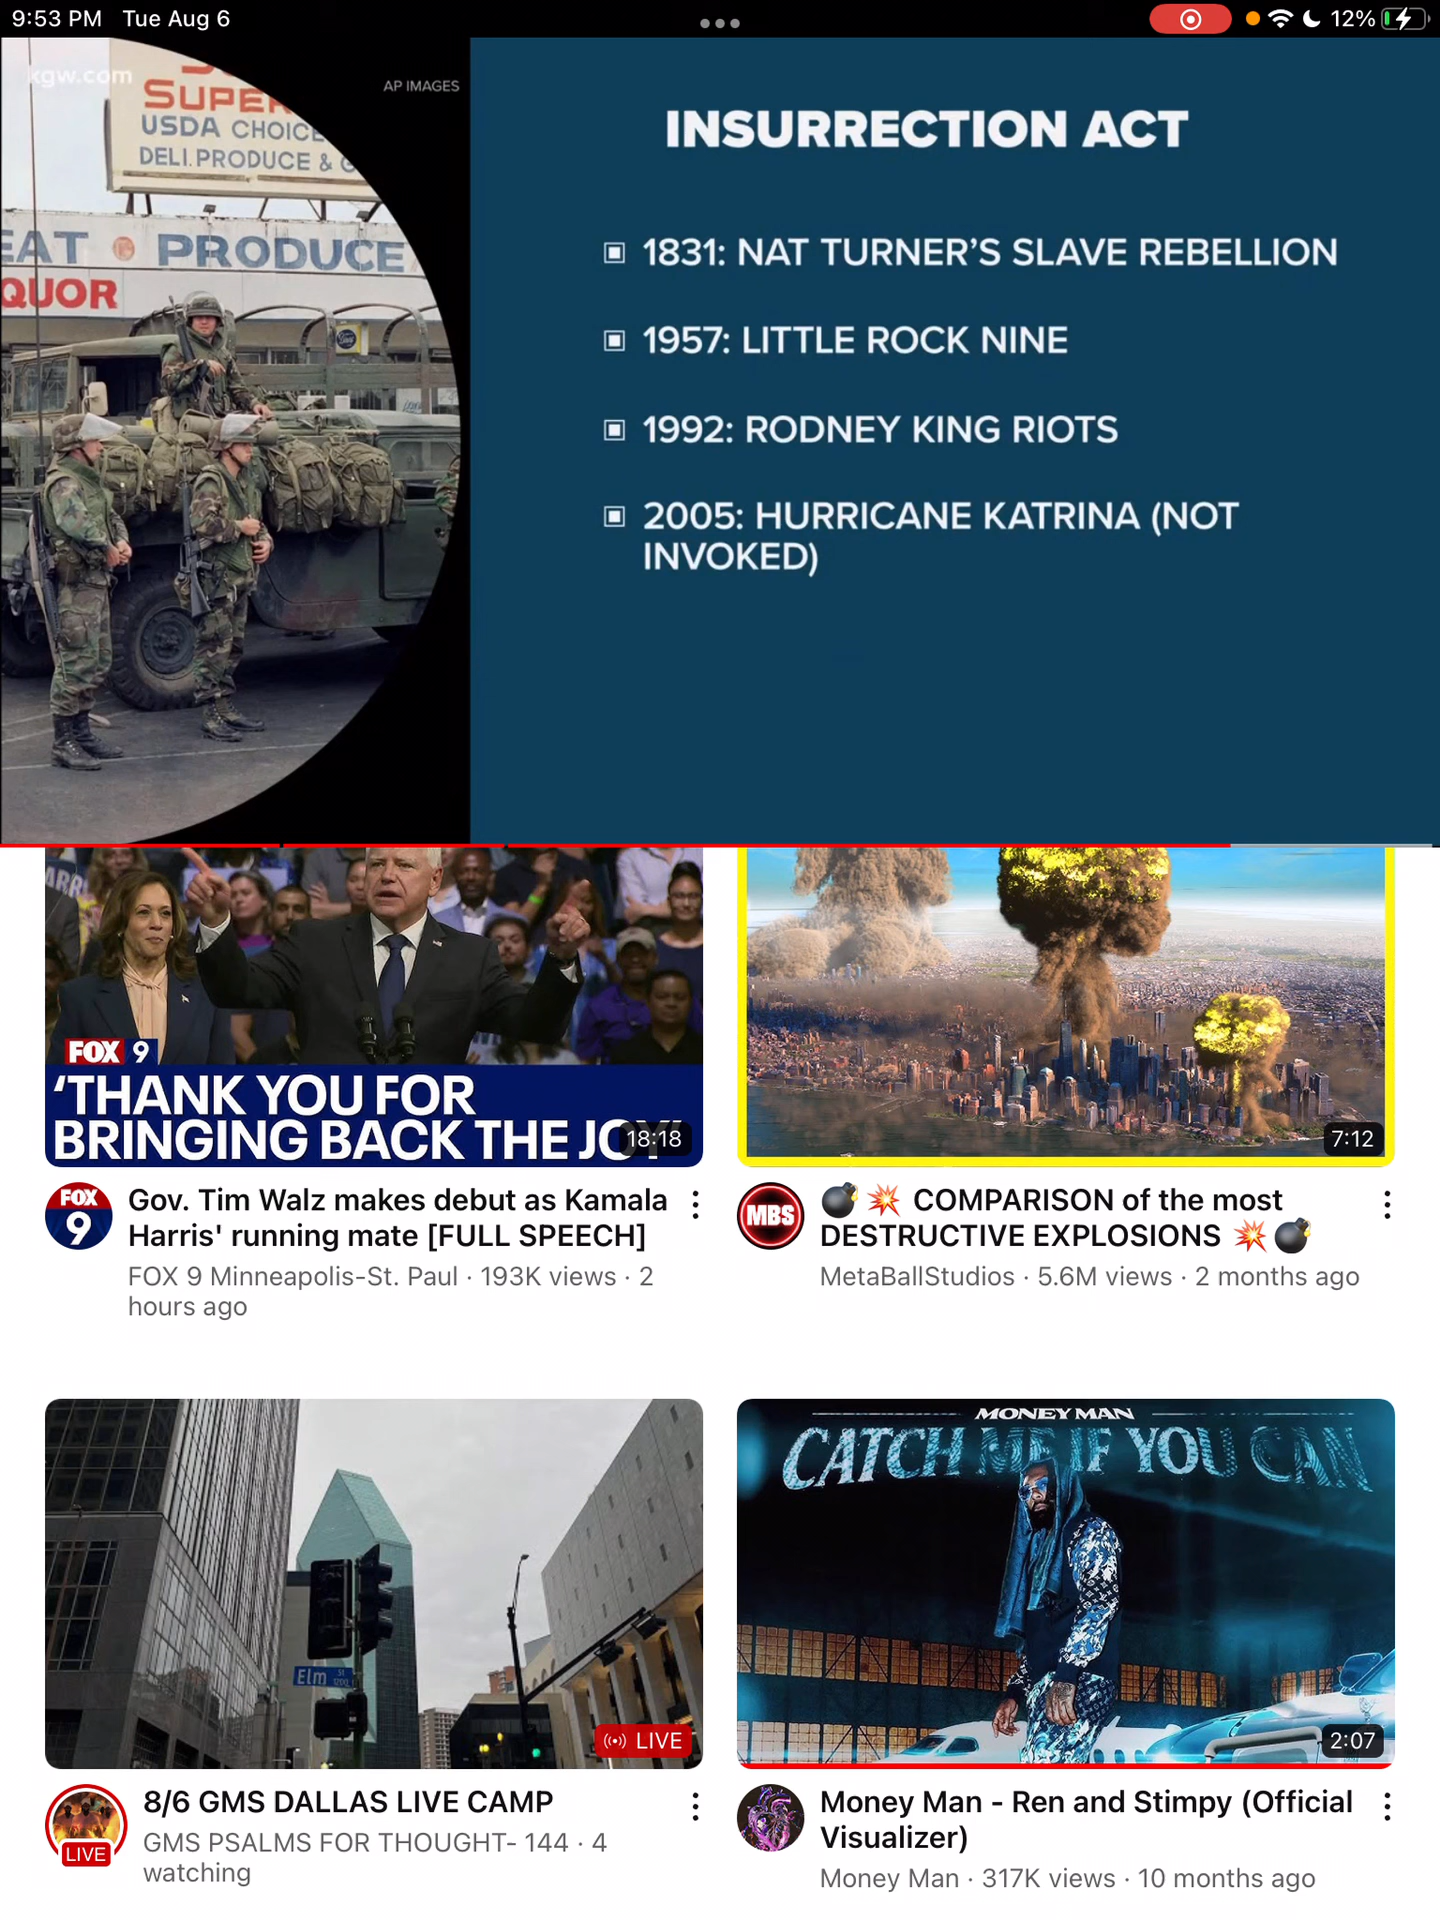 9:53 PM Tue Aug 6
12%
kgw.com
AP IMAGES
SUPER
USDA CHOICE
DELI. PRODUCE &
EAT PRODUCE
QUOR
INSURRECTION ACT
1831: NAT TURNER'S SLAVE REBELLION
1957: LITTLE ROCK NINE
1992: RODNEY KING RIOTS
2005: HURRICANE KATRINA (NOT
INVOKED)
FOX 9
'THANK YOU FOR
BRINGING BACK THE JOY'
18:18
7:12
FOX
9
Gov. Tim Walz makes debut as Kamala
Harris' running mate [FULL SPEECH]
FOX 9 Minneapolis-St. Paul · 193K views · 2
hours ago
MBS
💣 💥 COMPARISON of the most
DESTRUCTIVE EXPLOSIONS 💥 💣
MetaBallStudios · 5.6M views · 2 months ago
Elm St
LIVE
MONEY MAN
CATCH ME IF YOU CAN
2:07
LIVE
8/6 GMS DALLAS LIVE CAMP
GMS PSALMS FOR THOUGHT- 144 · 4
watching
Money Man - Ren and Stimpy (Official
Visualizer)
Money Man · 317K views · 10 months ago